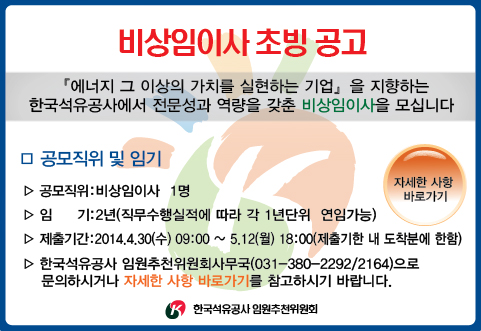 비상임이사 초빙 공고
『에너지 그 이상의 가치를 실현하는 기업』 을 지향하는
한국석유공사에서 전문성과 역량을 갖춘 비상임이사을 모십니다
□ 공모직위 및 임기
▷ 공모직위:비상임이사 1명
자세한 사항
바로가기
▷ 임 기:2년(직무수행실적에 따라 각 1년단위 연임가능)
▷ 제출기간:2014.4.30(수) 09:00 ~ 5.12(월) 18:00(제출기한 내 도착분에 한함)
▷ 한국석유공사 임원추천위원회사무국(031-380-2292/2164)으로
문의하시거나 자세한 사항 바로가기를 참고하시기 바랍니다.
한국석유공사 임원추천위원회